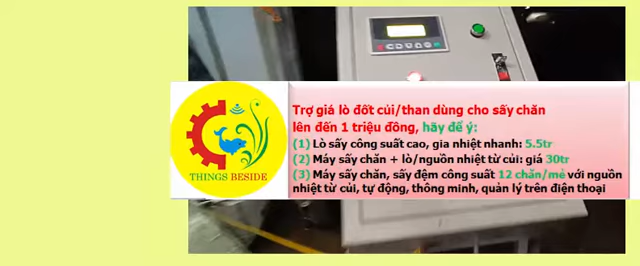 Trợ giá lò đốt củi/than dùng cho sấy chăn
lên đến 1 triệu đồng, hãy để ý:
(1) Lò sấy công suất cao, gia nhiệt nhanh: 5.5tr
(2) Máy sấy chăn + lò/nguồn nhiệt từ củi: giá 30tr
(3) Máy sấy chăn, sấy đệm công suất 12 chăn/mẻ với nguồn
nhiệt từ củi, tự động, thông minh, quản lý trên điện thoại
THINGS BESIDE